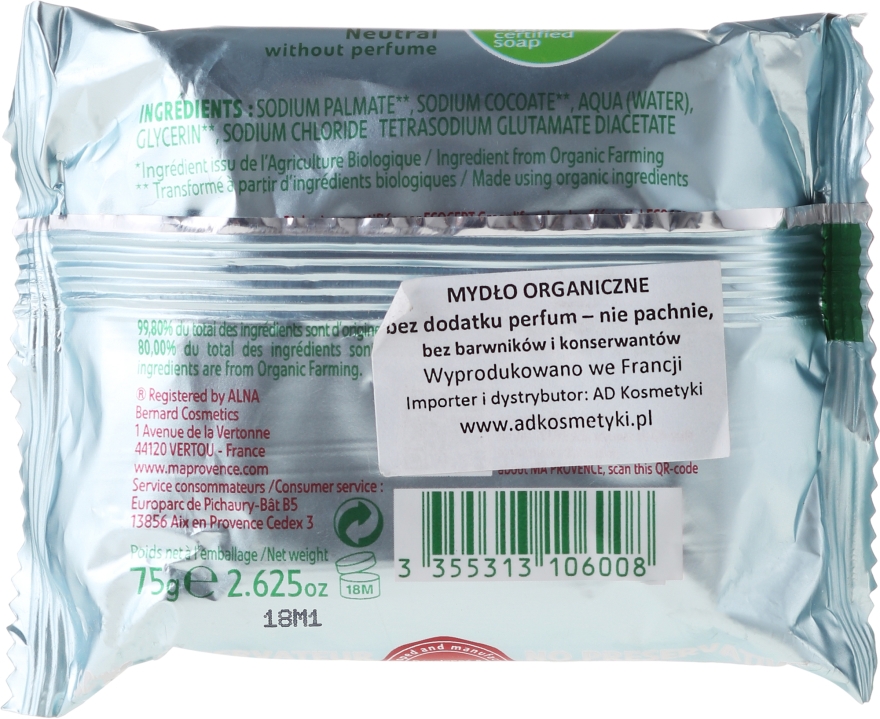 Neutral
without perfume
certified
soap
INGRÉDIENTS : SODIUM PALMATE**, SODIUM COCOATE**, AQUA (WATER),
GLYCERIN**, SODIUM CHLORIDE TETRASODIUM GLUTAMATE DIACETATE
*Ingrédient issu de l'Agriculture Biologique / Ingredient from Organic Farming
** Transformé à partir d'ingrédients biologiques / Made using organic ingredients
99,80% du total des ingrédients sont d'origine
80,00% du total des ingrédients sont
ingredients are from Organic Farming.
MYDŁO ORGANICZNE
bez dodatku perfum – nie pachnie,
bez barwników i konserwantów
Wyprodukowano we Francji
Importer i dystrybutor: AD Kosmetyki
www.adkosmetyki.pl
® Registered by ALNA
Bernard Cosmetics
1 Avenue de la Vertonne
44120 VERTOU - France
www.maprovence.com
Service consommateurs /Consumer service :
Europarc de Pichaury-Bât B5
13856 Aix en Provence Cedex 3
about MA PROVENCE, scan this QR-code
Poids net à l'emballage /Net weight
75g e 2.625oz
18M
18M1
3 355313 106008
and manufac